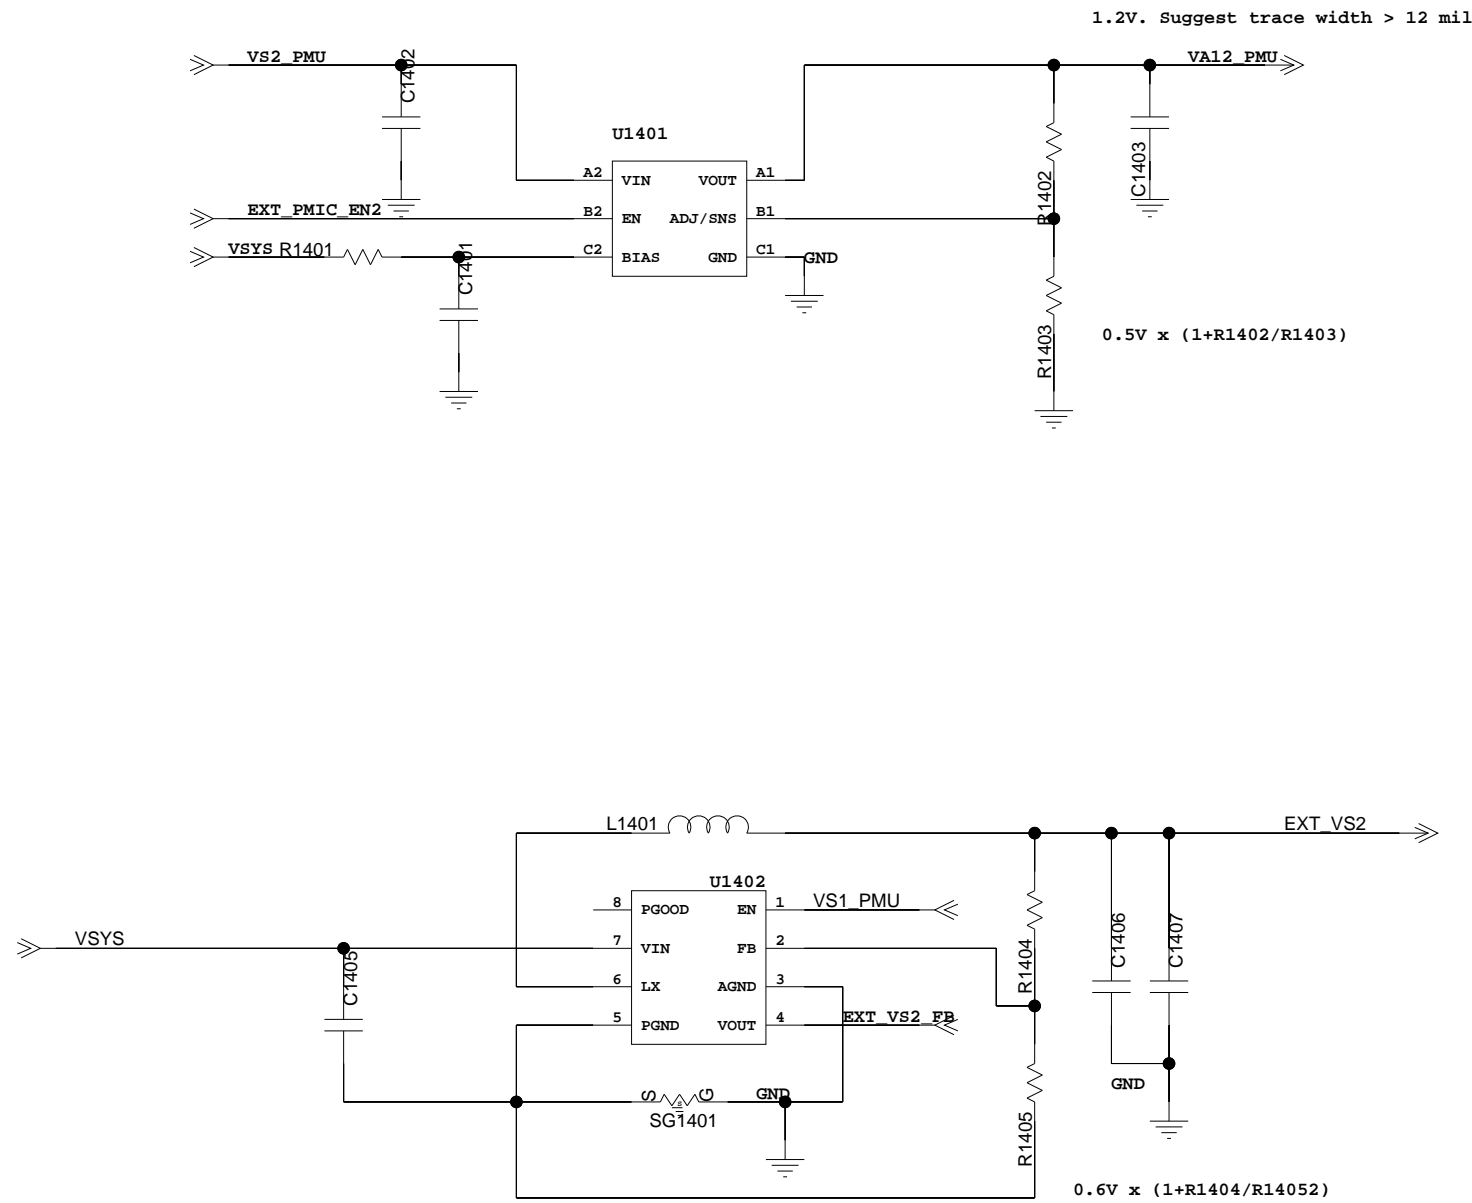 1.2V. Suggest trace width > 12 mil
VS2_PMU
C1402
VA12_PMU
U1401
A2 VIN VOUT A1
EXT_PMIC_EN2
B2 EN ADJ/SNS B1
VSYS R1401
C2 BIAS GND C1
GND
C1401
R1402
C1403
R1403
0.5V x (1+R1402/R1403)
L1401
EXT_VS2
U1402
8 PGOOD EN 1 VS1_PMU
VSYS
7 VIN FB 2
6 LX AGND 3
5 PGND VOUT 4 EXT_VS2_FB
C1405
R1404
C1406
C1407
S G GND
s
SG1401
GND
R1405
0.6V x (1+R1404/R14052)